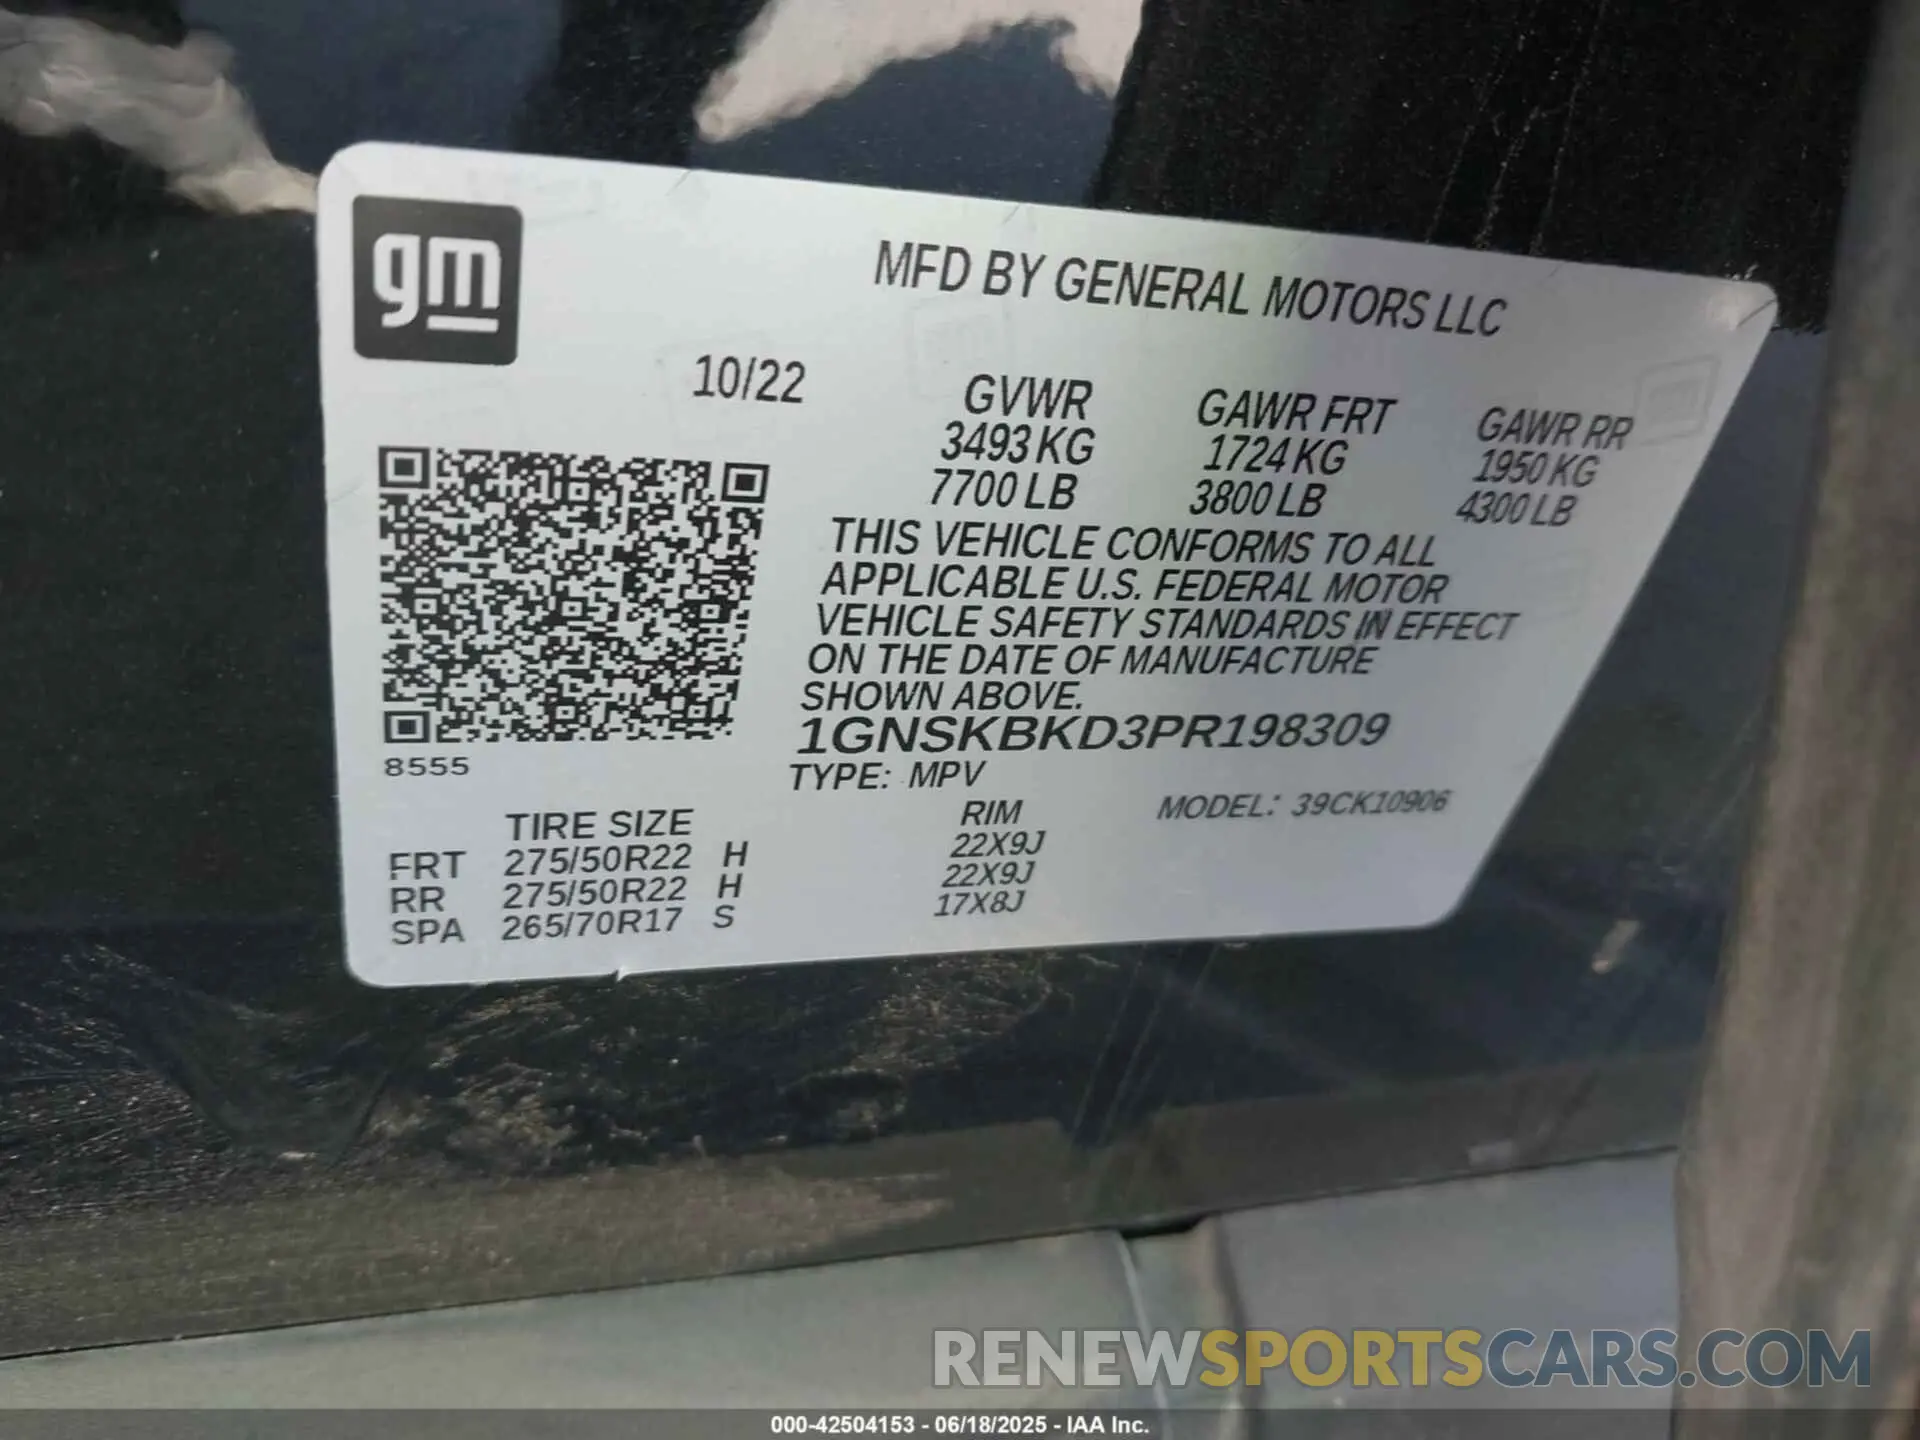 gm
MFD BY GENERAL MOTORS LLC
10/22
GVWR GAWR FRT GAWR RR
3493 KG 1724 KG 1950 KG
7700 LB 3800 LB 4300 LB
THIS VEHICLE CONFORMS TO ALL
APPLICABLE U.S. FEDERAL MOTOR
VEHICLE SAFETY STANDARDS IN EFFECT
ON THE DATE OF MANUFACTURE
SHOWN ABOVE.
1GNSKBKD3PR198309
8555
TYPE: MPV MODEL: 39CK10906
TIRE SIZE RIM
FRT 275/50R22 H 22X9J
RR 275/50R22 H 22X9J
SPA 265/70R17 S 17X8J
RENEWSPORTSCARS.COM
000-42504153 - 06/18/2025 - IAA Inc.